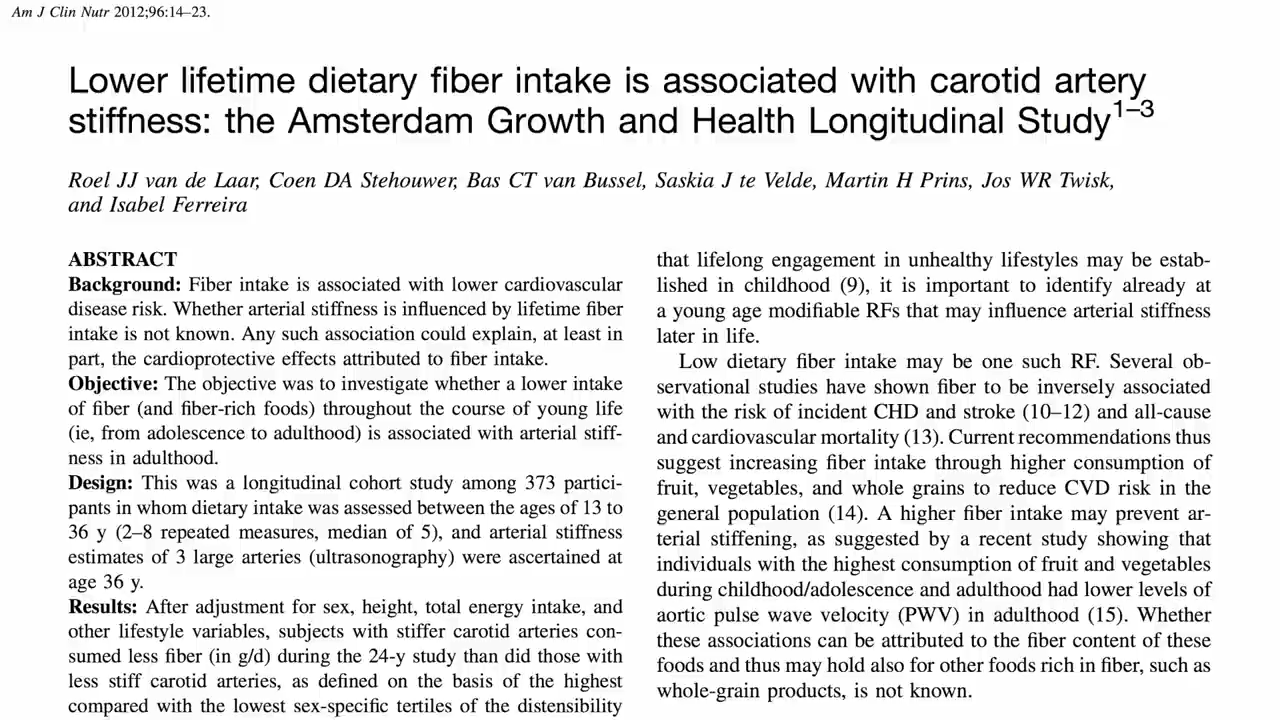 Am J Clin Nutr 2012;96:14–23.
Lower lifetime dietary fiber intake is associated with carotid artery
stiffness: the Amsterdam Growth and Health Longitudinal Study1–3
Roel JJ van de Laar, Coen DA Stehouwer, Bas CT van Bussel, Saskia J te Velde, Martin H Prins, Jos WR Twisk,
and Isabel Ferreira
ABSTRACT
Background: Fiber intake is associated with lower cardiovascular
disease risk. Whether arterial stiffness is influenced by lifetime fiber
intake is not known. Any such association could explain, at least in
part, the cardioprotective effects attributed to fiber intake.
Objective: The objective was to investigate whether a lower intake
of fiber (and fiber-rich foods) throughout the course of young life
(ie, from adolescence to adulthood) is associated with arterial stiff-
ness in adulthood.
Design: This was a longitudinal cohort study among 373 partici-
pants in whom dietary intake was assessed between the ages of 13 to
36 y (2–8 repeated measures, median of 5), and arterial stiffness
estimates of 3 large arteries (ultrasonography) were ascertained at
age 36 y.
Results: After adjustment for sex, height, total energy intake, and
other lifestyle variables, subjects with stiffer carotid arteries con-
sumed less fiber (in g/d) during the 24-y study than did those with
less stiff carotid arteries, as defined on the basis of the highest
compared with the lowest sex-specific tertiles of the distensibility
that lifelong engagement in unhealthy lifestyles may be estab-
lished in childhood (9), it is important to identify already at
a young age modifiable RFs that may influence arterial stiffness
later in life.
Low dietary fiber intake may be one such RF. Several ob-
servational studies have shown fiber to be inversely associated
with the risk of incident CHD and stroke (10–12) and all-cause
and cardiovascular mortality (13). Current recommendations thus
suggest increasing fiber intake through higher consumption of
fruit, vegetables, and whole grains to reduce CVD risk in the
general population (14). A higher fiber intake may prevent ar-
terial stiffening, as suggested by a recent study showing that
individuals with the highest consumption of fruit and vegetables
during childhood/adolescence and adulthood had lower levels of
aortic pulse wave velocity (PWV) in adulthood (15). Whether
these associations can be attributed to the fiber content of these
foods and thus may hold also for other foods rich in fiber, such as
whole-grain products, is not known.